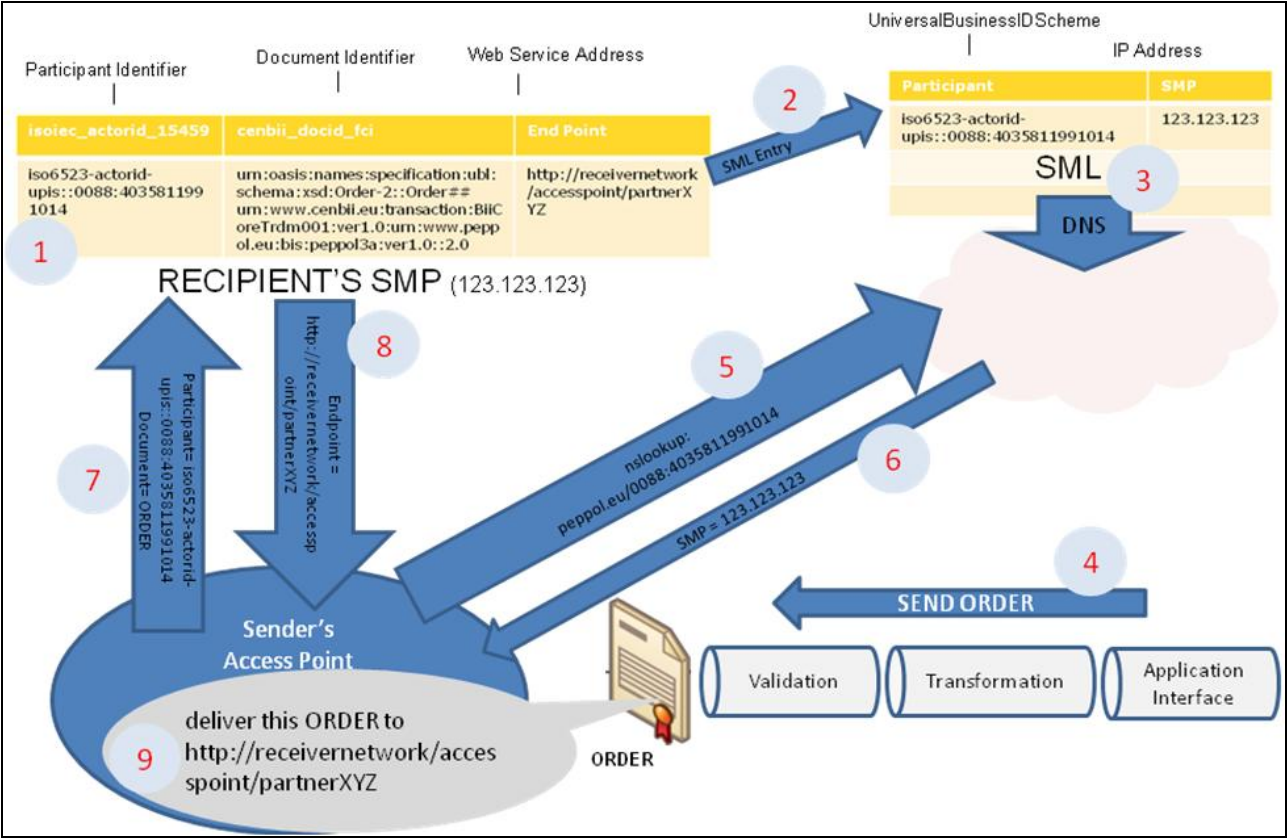 Participant Identifier
Document Identifier
Web Service Address
UniversalBusinessIDScheme
IP Address
isoiec_actorid_15459
cenbii_docid_fci
End Point
iso6523-actorid-
upis::0088:403581199
1014
urn:oasis:names:specification:ubl:
schema:xsd:Order-2::Order##
urn:www.cenbii.eu:transaction:BiiC
oreTrdm001:ver1.0:urn:www.pepp
ol.eu:bis:peppol3a:ver1.0::2.0
http://receivernetwork
/accesspoint/partnerX
YZ
1
RECIPIENT'S SMP (123.123.123)
2
SML Entry
Participant
SMP
iso6523-actorid-
upis::0088:4035811991014
123.123.123
SML
3
DNS
7
Participant= iso6523-actorid-
upis::0088:4035811991014
Document= ORDER
8
Endpoint =
http://receivernetwork/accessp
oint/partnerXYZ
5
nslookup:
peppol.eu/0088:4035811991014
6
SMP = 123.123.123
4
SEND ORDER
Validation
Transformation
Application
Interface
Sender's
Access Point
9
deliver this ORDER to
http://receivernetwork/acces
spoint/partnerXYZ
ORDER